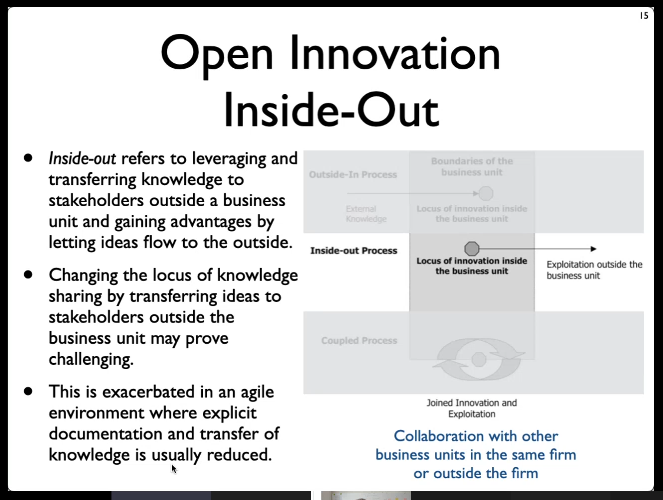 15
Open Innovation
Inside-Out
• Inside-out refers to leveraging and
transferring knowledge to
stakeholders outside a business
unit and gaining advantages by
letting ideas flow to the outside.
• Changing the locus of knowledge
sharing by transferring ideas to
stakeholders outside the
business unit may prove
challenging.
• This is exacerbated in an agile
environment where explicit
documentation and transfer of
knowledge is usually reduced.
Outside-In Process
Boundaries of the
business unit
External
Knowledge
Locus of innovation inside
the business unit
Inside-out Process
Locus of innovation inside
the business unit
Exploitation outside the
business unit
Coupled Process
Joined Innovation and
Exploitation
Collaboration with other
business units in the same firm
or outside the firm